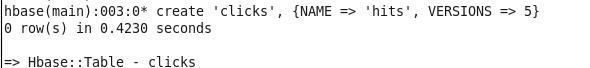 hbase(main):003:0* create 'clicks', {NAME => 'hits', VERSIONS => 5}
0 row(s) in 0.4230 seconds
=> Hbase::Table - clicks